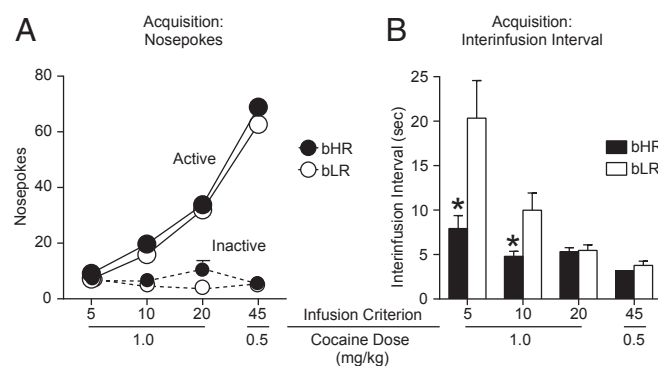 A
Acquisition:
Nosepokes
80
60
40
20
0
Nosepokes
Active
Inactive
bHR
bLR
5 10 20 45
1.0 0.5
Infusion Criterion
Cocaine Dose
(mg/kg)
B
Acquisition:
Interinfusion Interval
25
20
15
10
5
0
Interinfusion Interval (sec)
* *
bHR
bLR
5 10 20 45
1.0 0.5